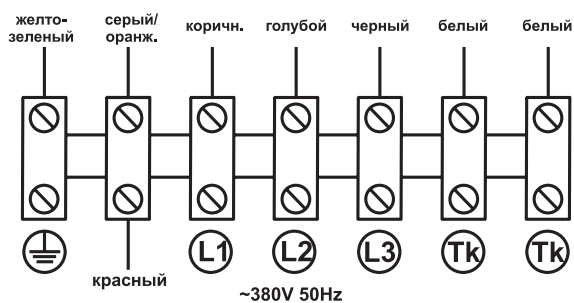 желто-
зеленый
серый/
оранж.
коричн.
голубой
черный
белый
белый
L1
L2
L3
Tk
Tk
красный
~380V 50Hz